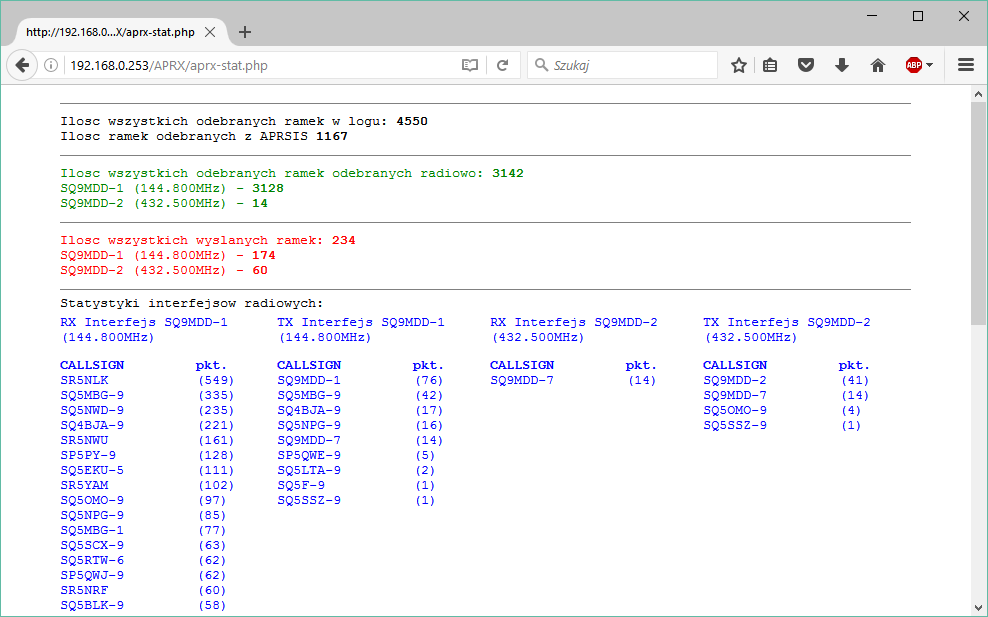 http://192.168.0...X/aprx-stat.php
192.168.0.253/APRX/aprx-stat.php
Szukaj
ABP
Ilosc wszystkich odebranych ramek w logu: 4550
Ilosc ramek odebranych z APRSIS 1167
Ilosc wszystkich odebranych ramek odebranych radiowo: 3142
SQ9MDD-1 (144.800MHz) - 3128
SQ9MDD-2 (432.500MHz) - 14
Ilosc wszystkich wyslanych ramek: 234
SQ9MDD-1 (144.800MHz) - 174
SQ9MDD-2 (432.500MHz) - 60
Statystyki interfejsow radiowych:
RX Interfejs SQ9MDD-1
(144.800MHz)
CALLSIGN pkt.
SR5NLK (549)
SQ5MBG-9 (335)
SQ5NWD-9 (235)
SQ4BJA-9 (221)
SR5NWU (161)
SP5PY-9 (128)
SQ5EKU-5 (111)
SR5YAM (102)
SQ5OMO-9 (97)
SQ5NPG-9 (85)
SQ5MBG-1 (77)
SQ5SCX-9 (63)
SQ5RTW-6 (62)
SP5QWJ-9 (62)
SR5NRF (60)
SQ5BLK-9 (58)
TX Interfejs SQ9MDD-1
(144.800MHz)
CALLSIGN pkt.
SQ9MDD-1 (76)
SQ5MBG-9 (42)
SQ4BJA-9 (17)
SQ5NPG-9 (16)
SQ9MDD-7 (14)
SP5QWE-9 (5)
SQ5LTA-9 (2)
SQ5F-9 (1)
SQ5SSZ-9 (1)
RX Interfejs SQ9MDD-2
(432.500MHz)
CALLSIGN pkt.
SQ9MDD-7 (14)
TX Interfejs SQ9MDD-2
(432.500MHz)
CALLSIGN pkt.
SQ9MDD-2 (41)
SQ9MDD-7 (14)
SQ5OMO-9 (4)
SQ5SSZ-9 (1)